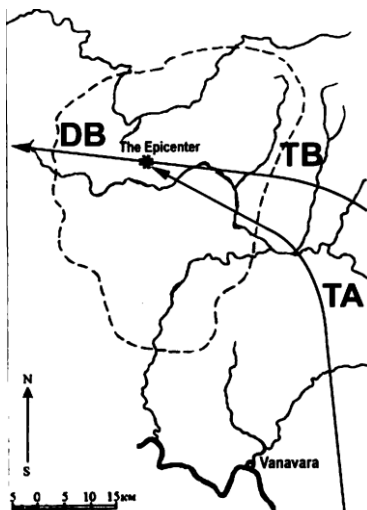 DB
The Epicenter
TB
TA
N
S
Vanavara
5 0 5 10 15км